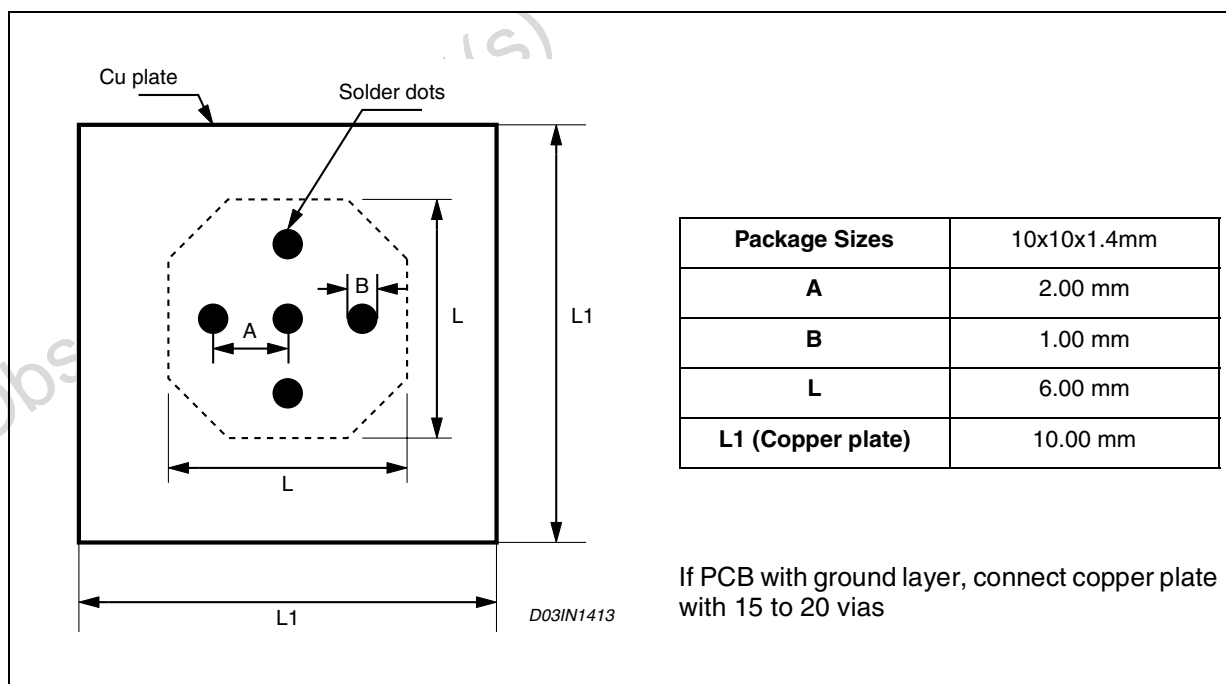 Cu plate
Solder dots
B
A
L
L1
L
L1
D03IN1413
Package Sizes 10x10x1.4mm
A 2.00 mm
B 1.00 mm
L 6.00 mm
L1 (Copper plate) 10.00 mm
If PCB with ground layer, connect copper plate
with 15 to 20 vias